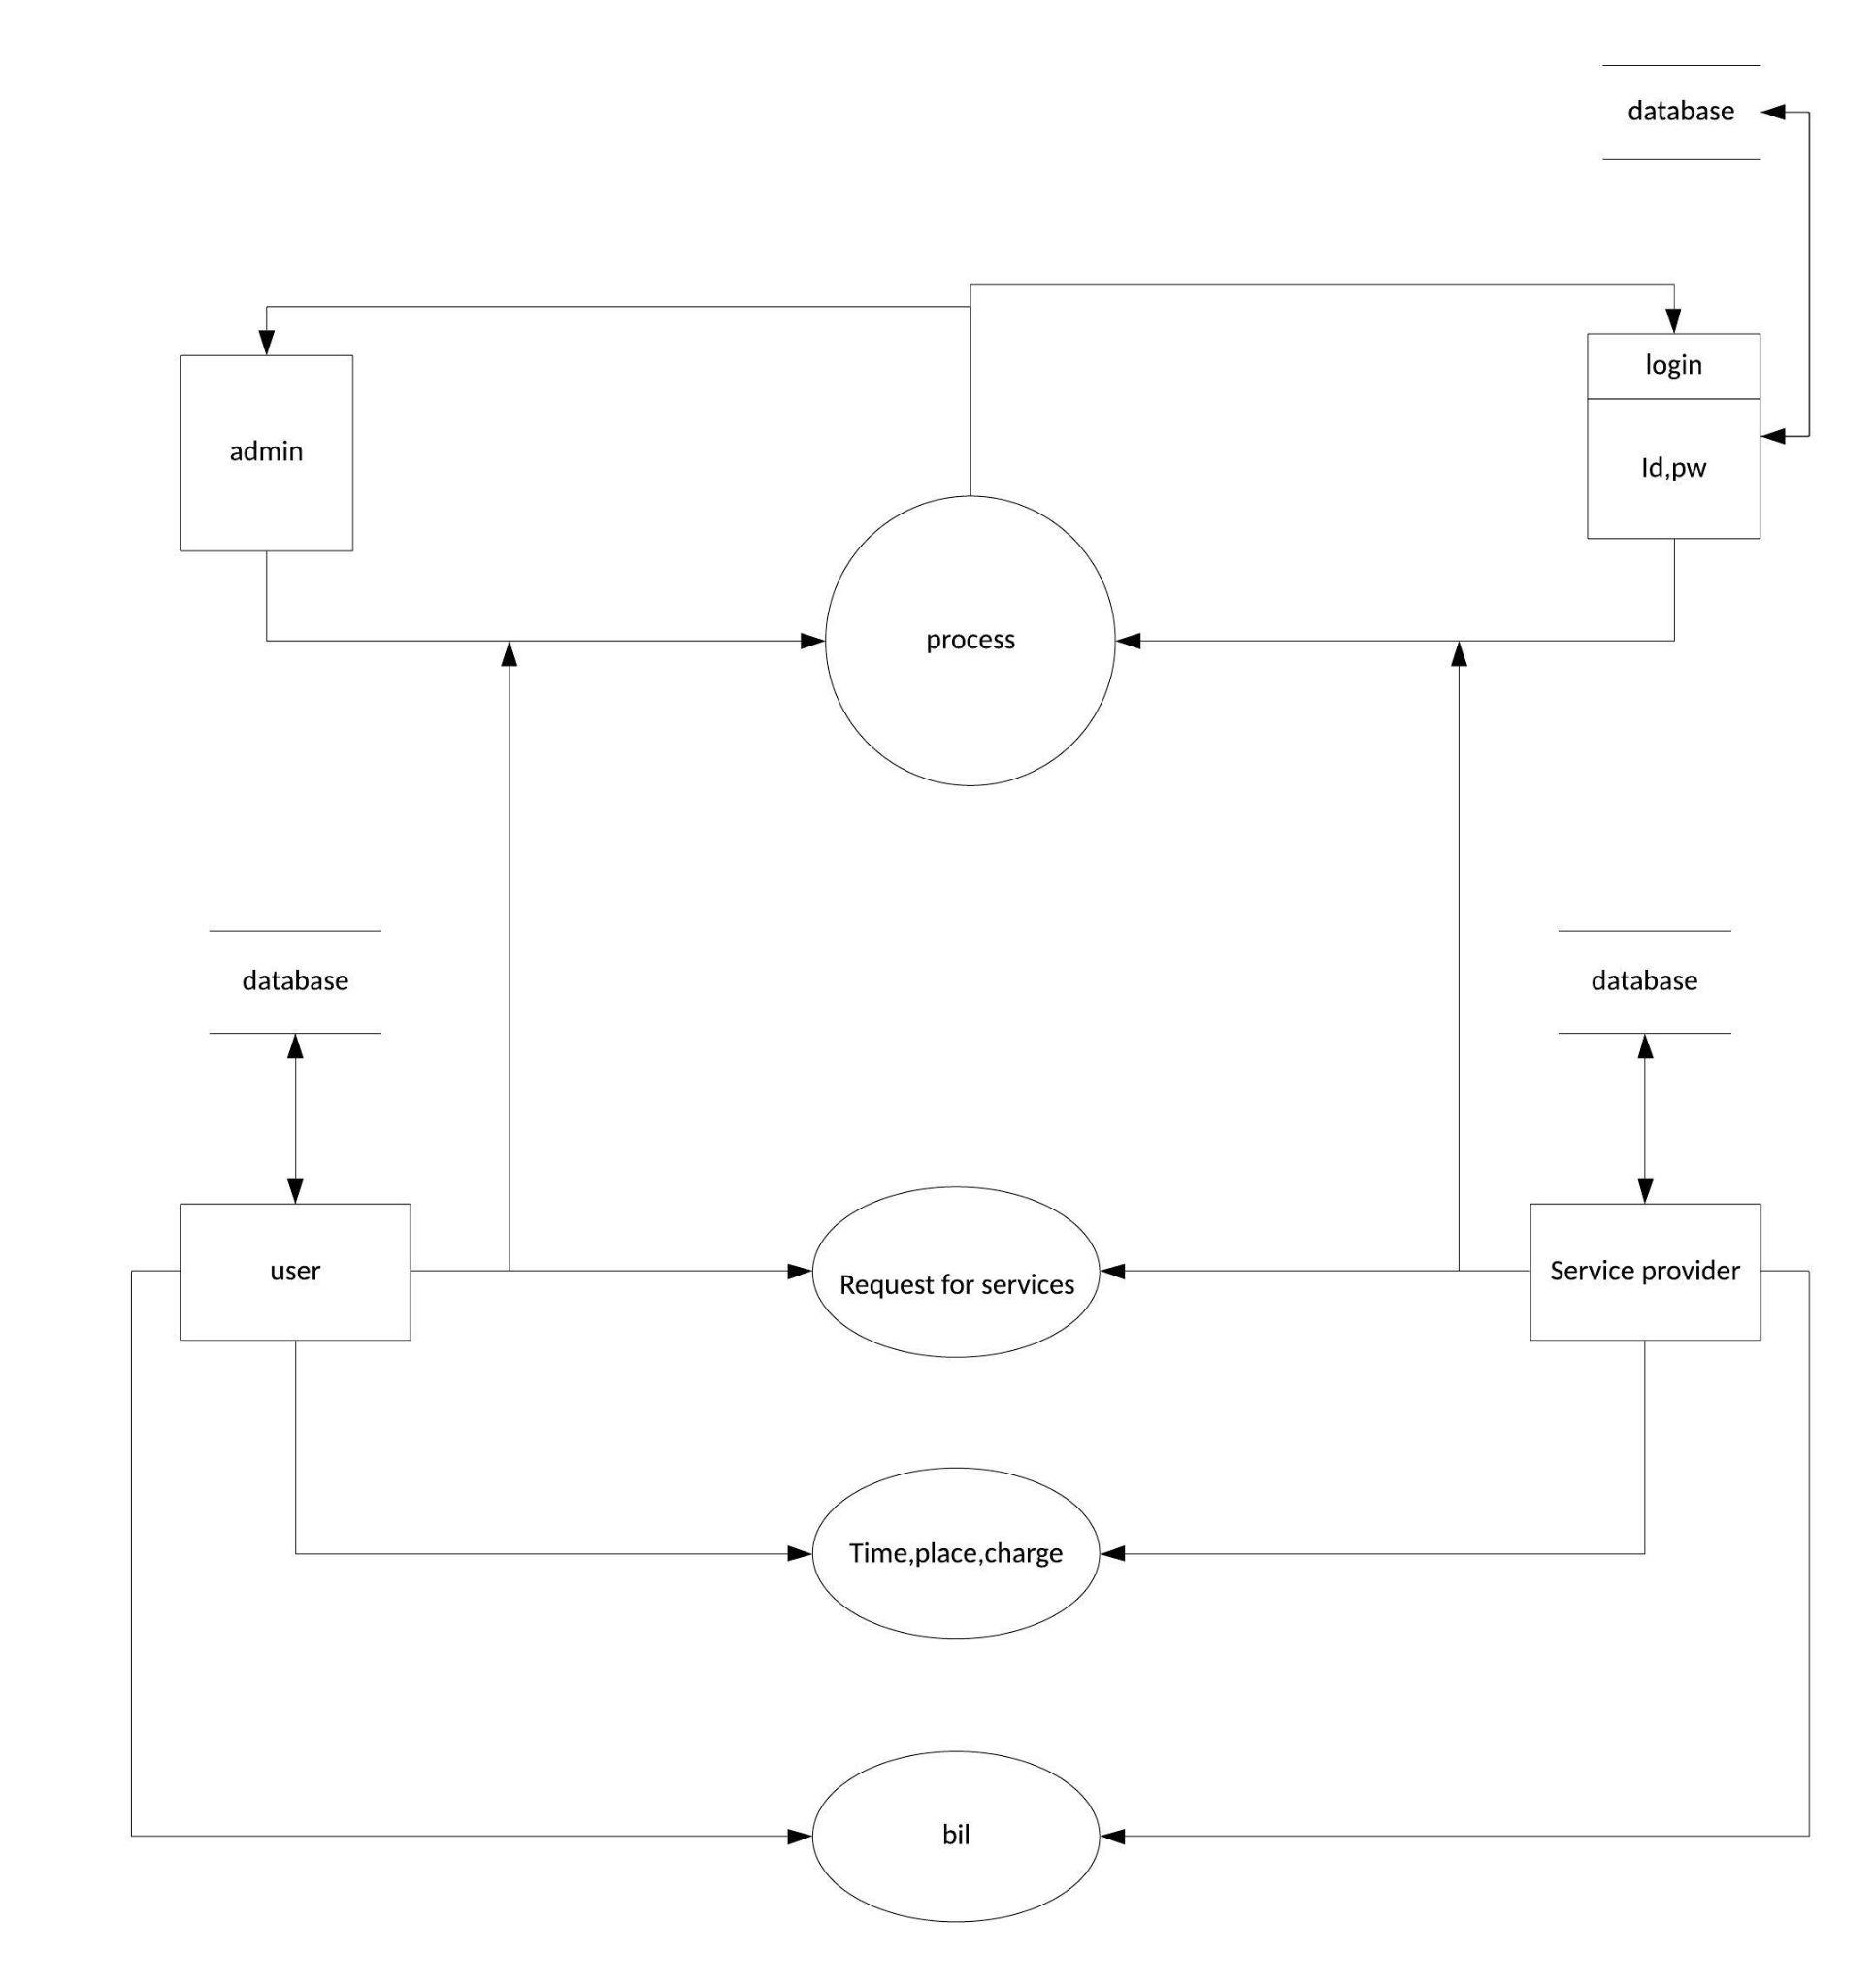 database
login
admin
Id,pw
process
database
database
user
Request for services
Service provider
Time,place,charge
bil